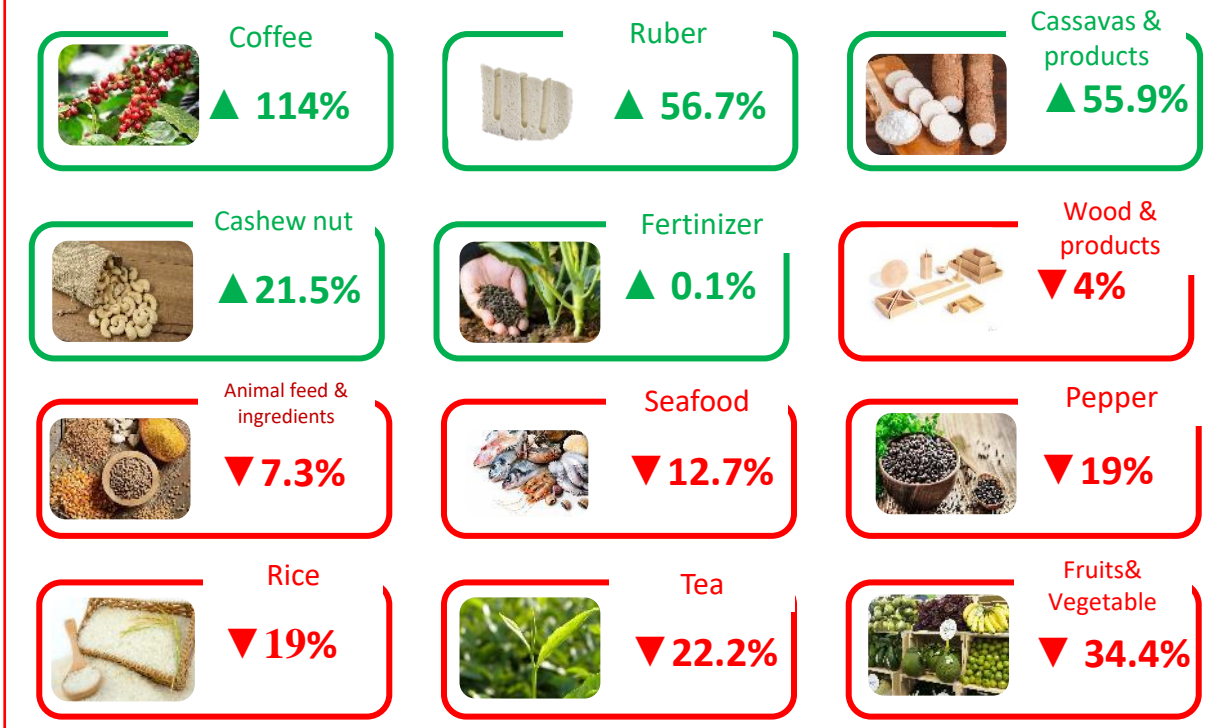 Coffee
▲ 114%
Ruber
▲ 56.7%
Cassavas &
products
▲55.9%
Cashew nut
▲21.5%
Fertinizer
▲ 0.1%
Wood &
products
▼4%
Animal feed &
ingredients
▼7.3%
Seafood
▼12.7%
Pepper
▼19%
Rice
▼19%
Tea
▼22.2%
Fruits&
Vegetable
▼ 34.4%